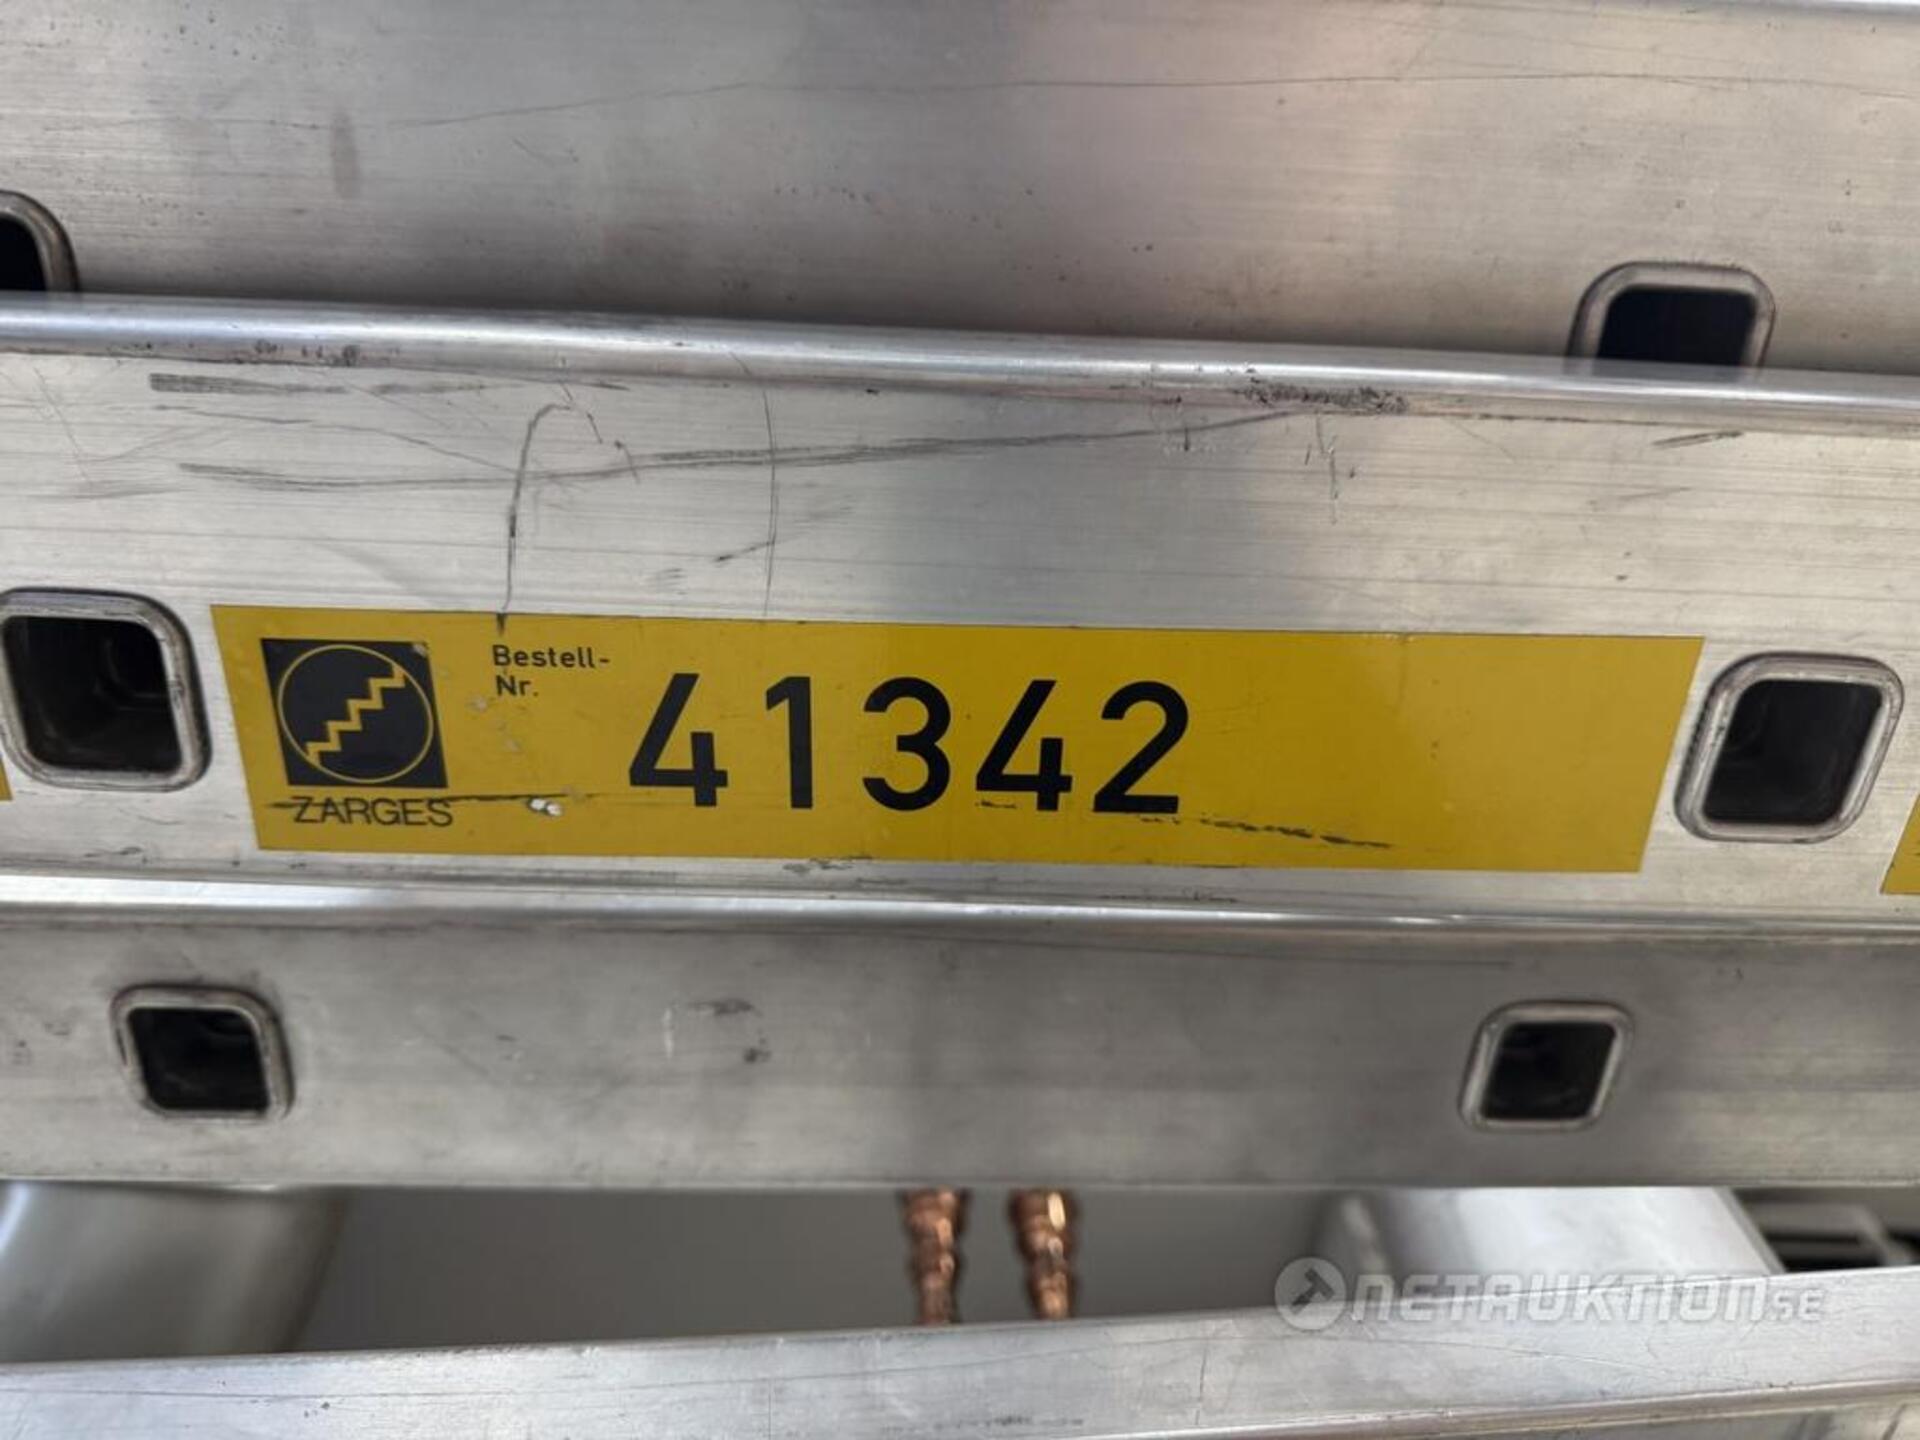 Bestell-
Nr.
41342
ZARGES
NETAUKTION.SE